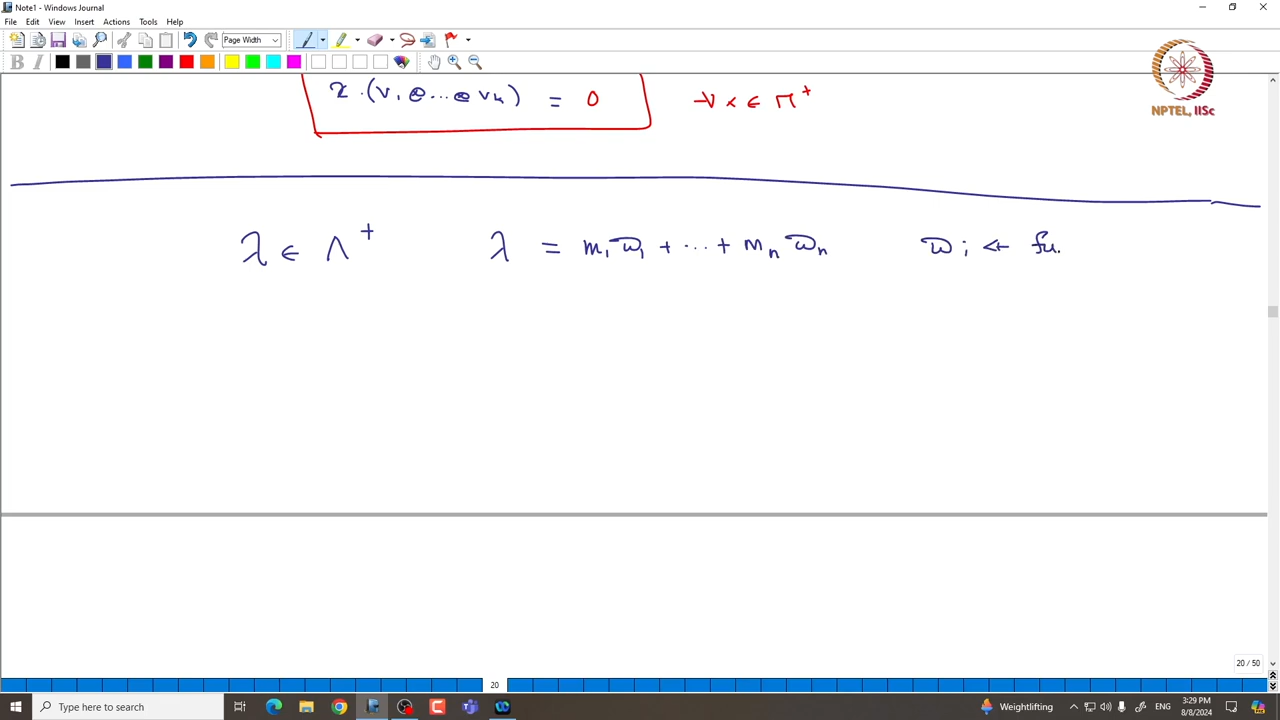 Note1 - Windows Journal
File Edit View Insert Actions Tools Help
Page Width
B I
x . (v₁ ⊗ ... ⊗ vₖ) = 0 ∀ x ∈ n⁺
NPTEL, IISc
λ ∈ Λ⁺ λ = m₁ϖ₁ + ... + mₙϖₙ ϖᵢ ← fu.
20 / 50
20
Type here to search
Weightlifting
ENG
3:29 PM
8/8/2024